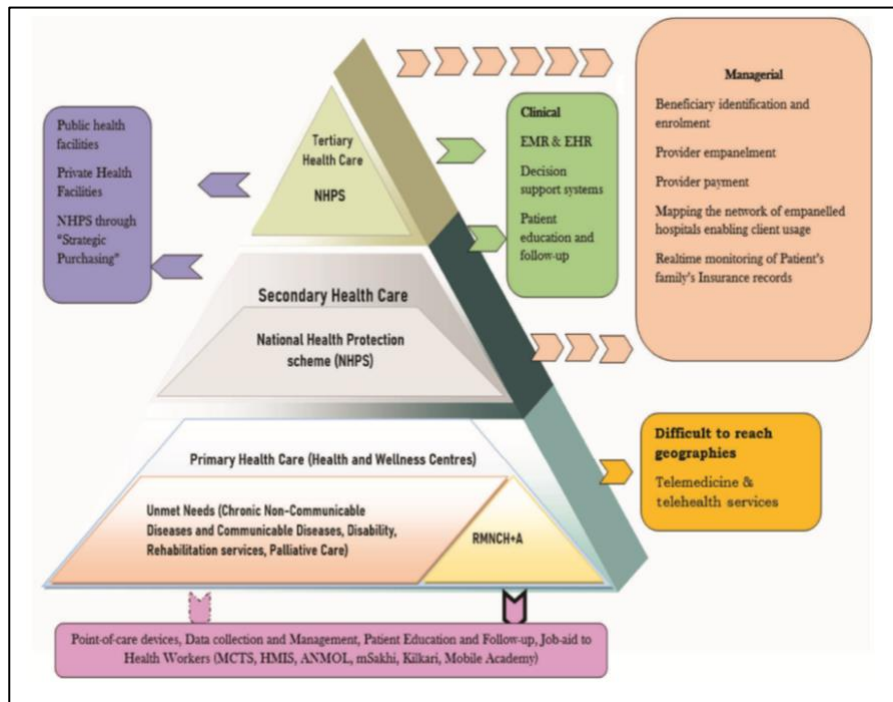 Public health
facilities
Private Health
Facilities
NHPS through
"Strategic
Purchasing"
Tertiary
Health Care
NHPS
Clinical
EMR & EHR
Decision
support systems
Patient
education and
follow-up
Managerial
Beneficiary identification and
enrolment
Provider empanelment
Provider payment
Mapping the network of empanelled
hospitals enabling client usage
Realtime monitoring of Patient's
family's Insurance records
Secondary Health Care
National Health Protection
scheme (NHPS)
Primary Health Care (Health and Wellness Centres)
Unmet Needs (Chronic Non-Communicable
Diseases and Communicable Diseases, Disability,
Rehabilitation services, Palliative Care)
RMNCH+A
Difficult to reach
geographies
Telemedicine &
telehealth services
Point-of-care devices, Data collection and Management, Patient Education and Follow-up, Job-aid to
Health Workers (MCTS, HMIS, ANMOL, mSakhi, Kilkari, Mobile Academy)